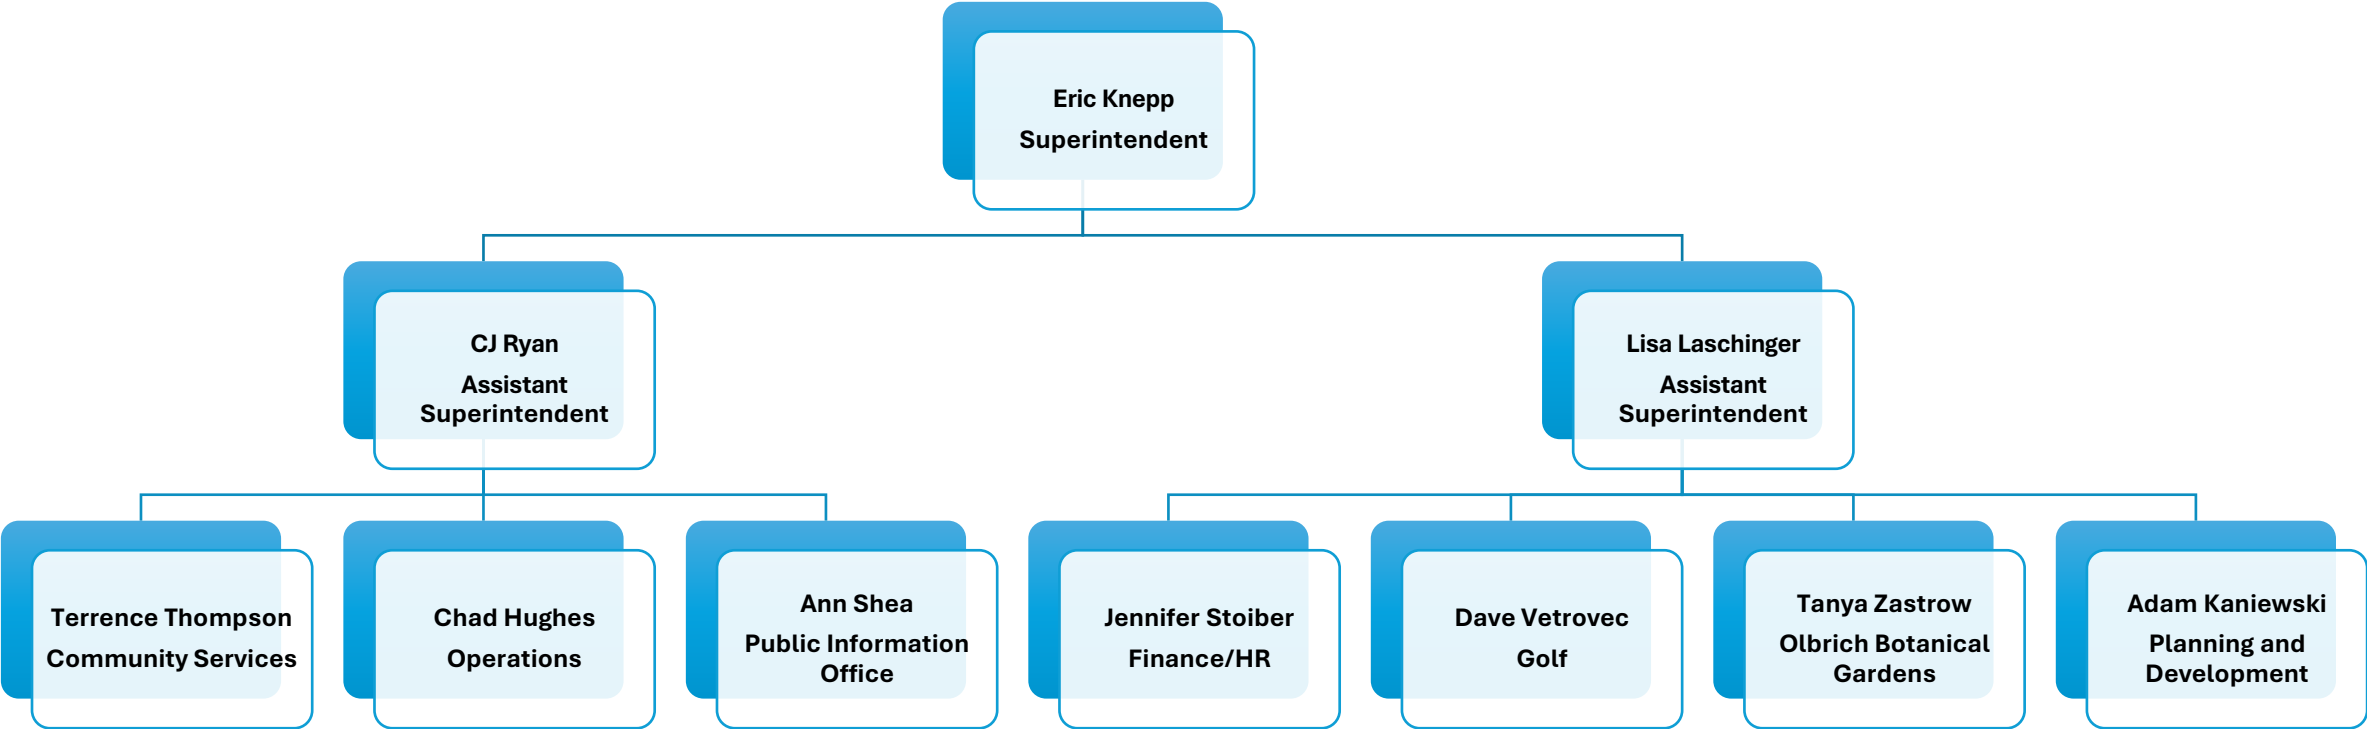 Eric Knepp
Superintendent
CJ Ryan
Assistant
Superintendent
Lisa Laschinger
Assistant
Superintendent
Terrence Thompson
Community Services
Chad Hughes
Operations
Ann Shea
Public Information
Office
Jennifer Stoiber
Finance/HR
Dave Vetrovec
Golf
Tanya Zastrow
Olbrich Botanical
Gardens
Adam Kaniewski
Planning and
Development